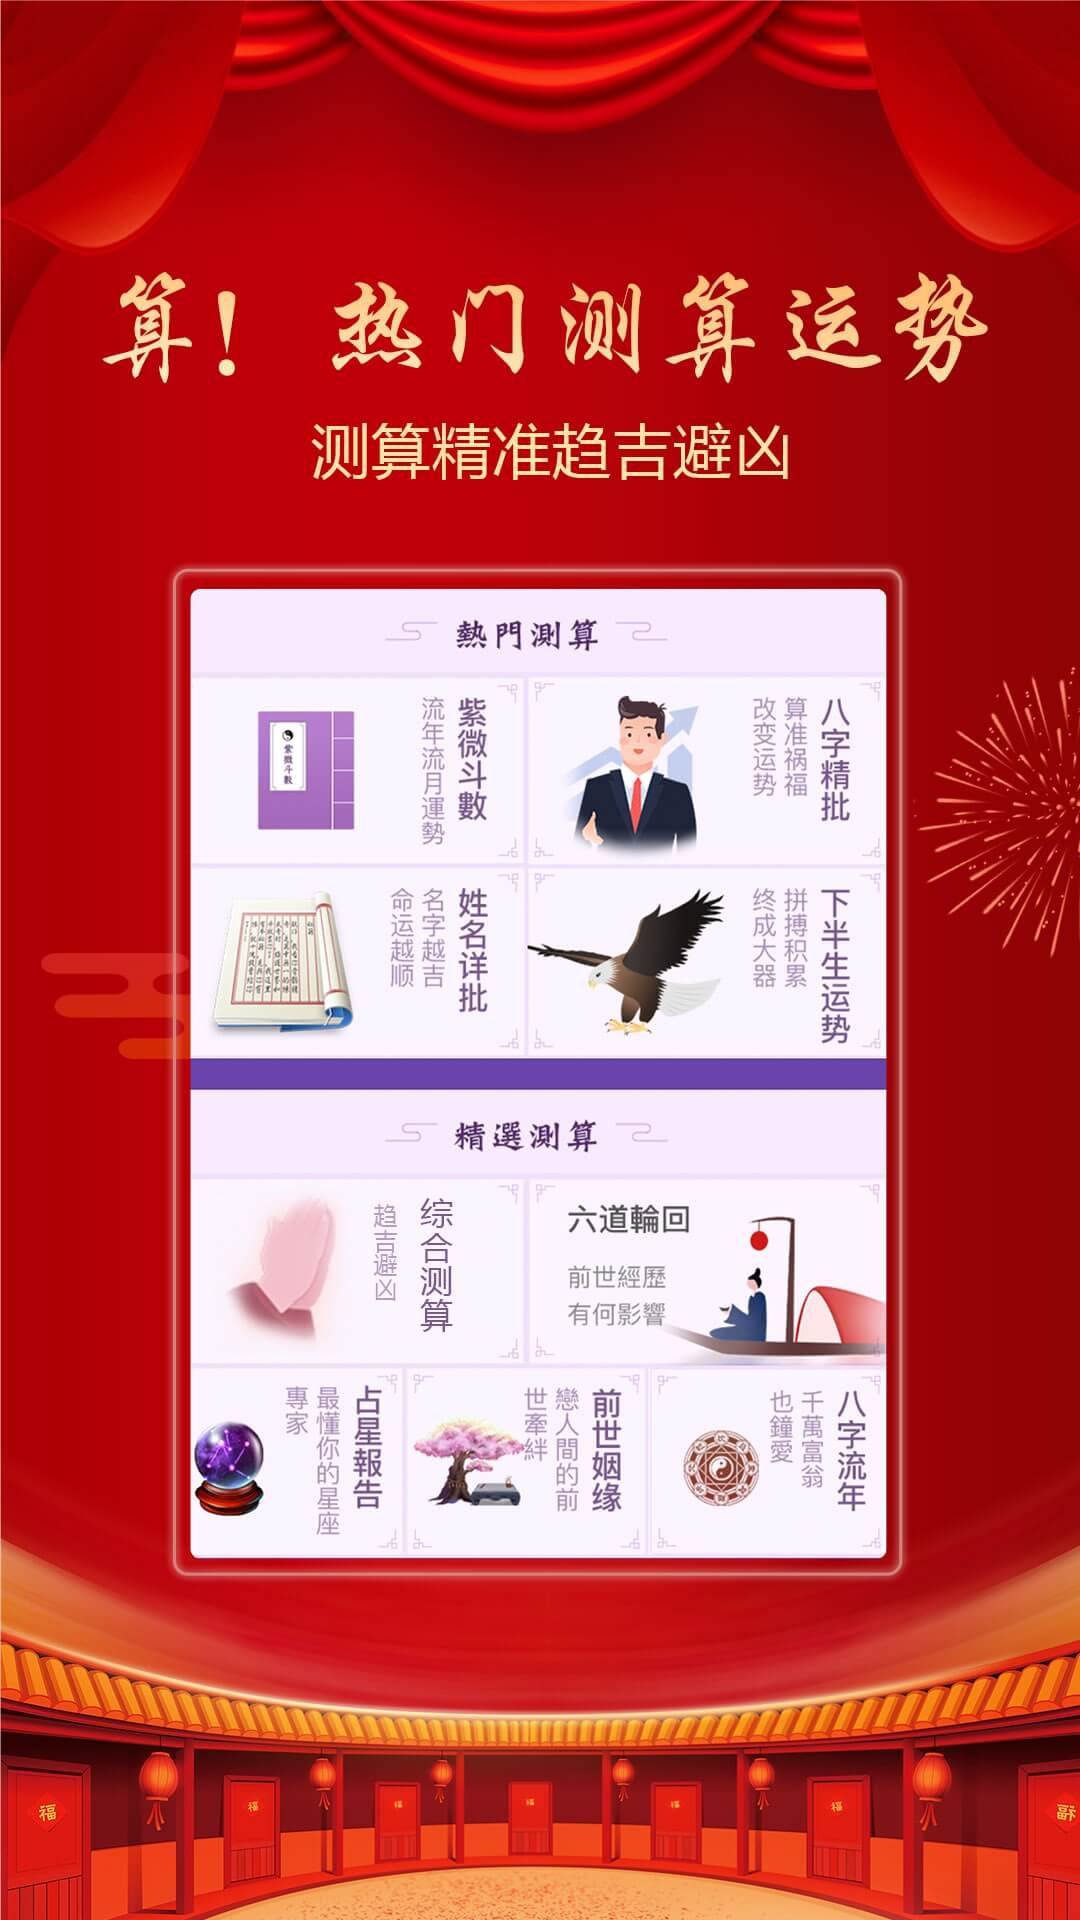 算! 热门测算运势
测算精准趋吉避凶
熱門測算
紫微斗數
流年流月運勢
紫微斗數
八字精批
算准祸福
改变运势
姓名详批
名字越吉
命运越顺
下半生运势
拼搏积累
终成大器
精選測算
综合测算
趋吉避凶
六道輪回
前世經歷
有何影響
占星報告
最懂你的星座
專家
前世姻缘
戀人間的前
世牽絆
八字流年
千萬富翁
也鐘愛
福
福
福
福
福
福
福